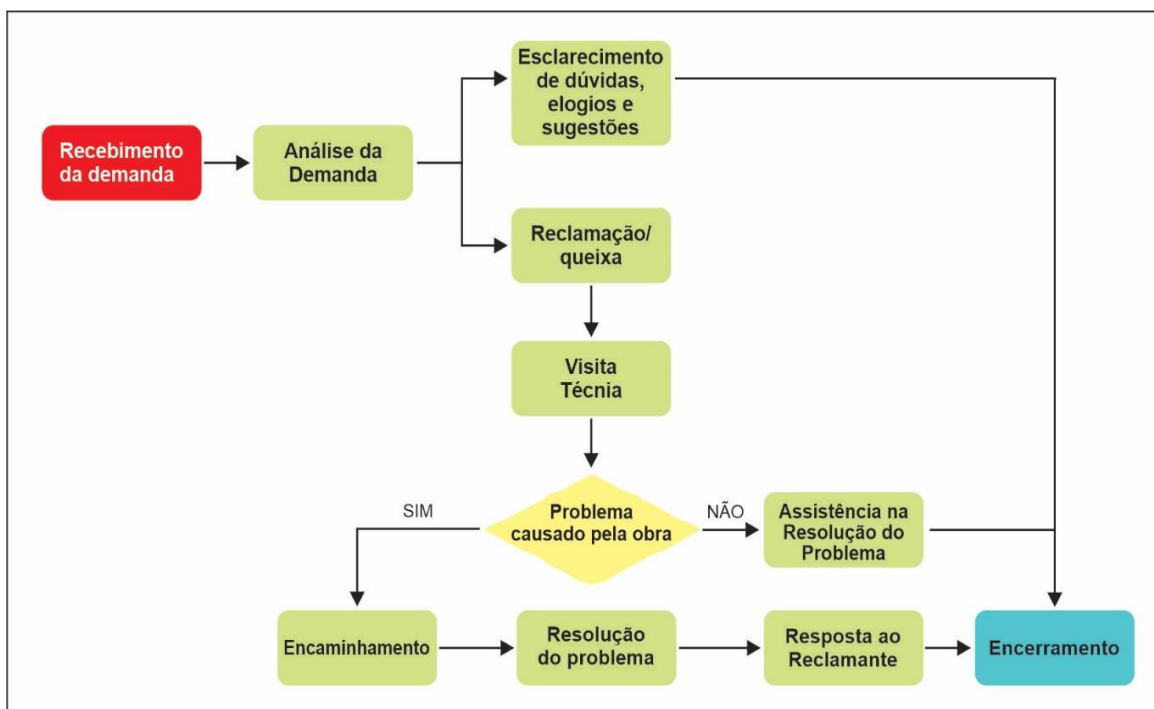 Esclarecimento
de dúvidas,
elogios e
sugestões
Recebimento
da demanda
Análise da
Demanda
Reclamação/
queixa
Visita
Técnia
SIM
Problema
causado pela obra
NÃO
Assistência na
Resolução do
Problema
Encaminhamento
Resolução
do problema
Resposta ao
Reclamante
Encerramento